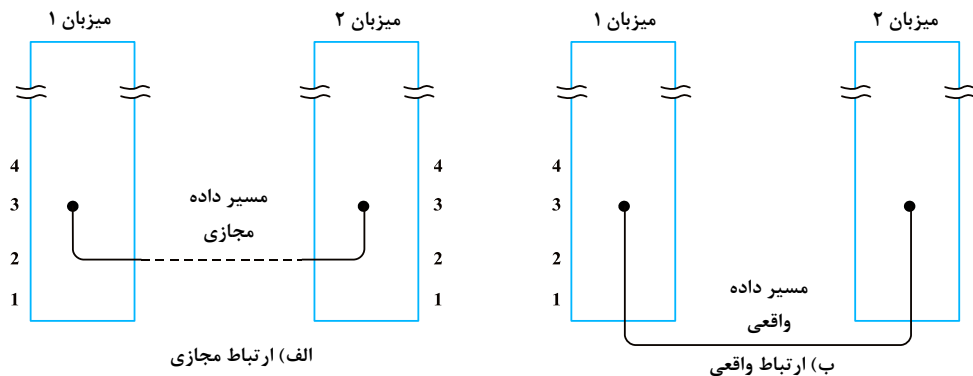 میزبان ۱
میزبان ۲
4
4
3
3
2
2
1
1
مسیر داده
مجازی
الف) ارتباط مجازی
میزبان ۱
میزبان ۲
4
3
2
1
مسیر داده
واقعی
ب) ارتباط واقعی